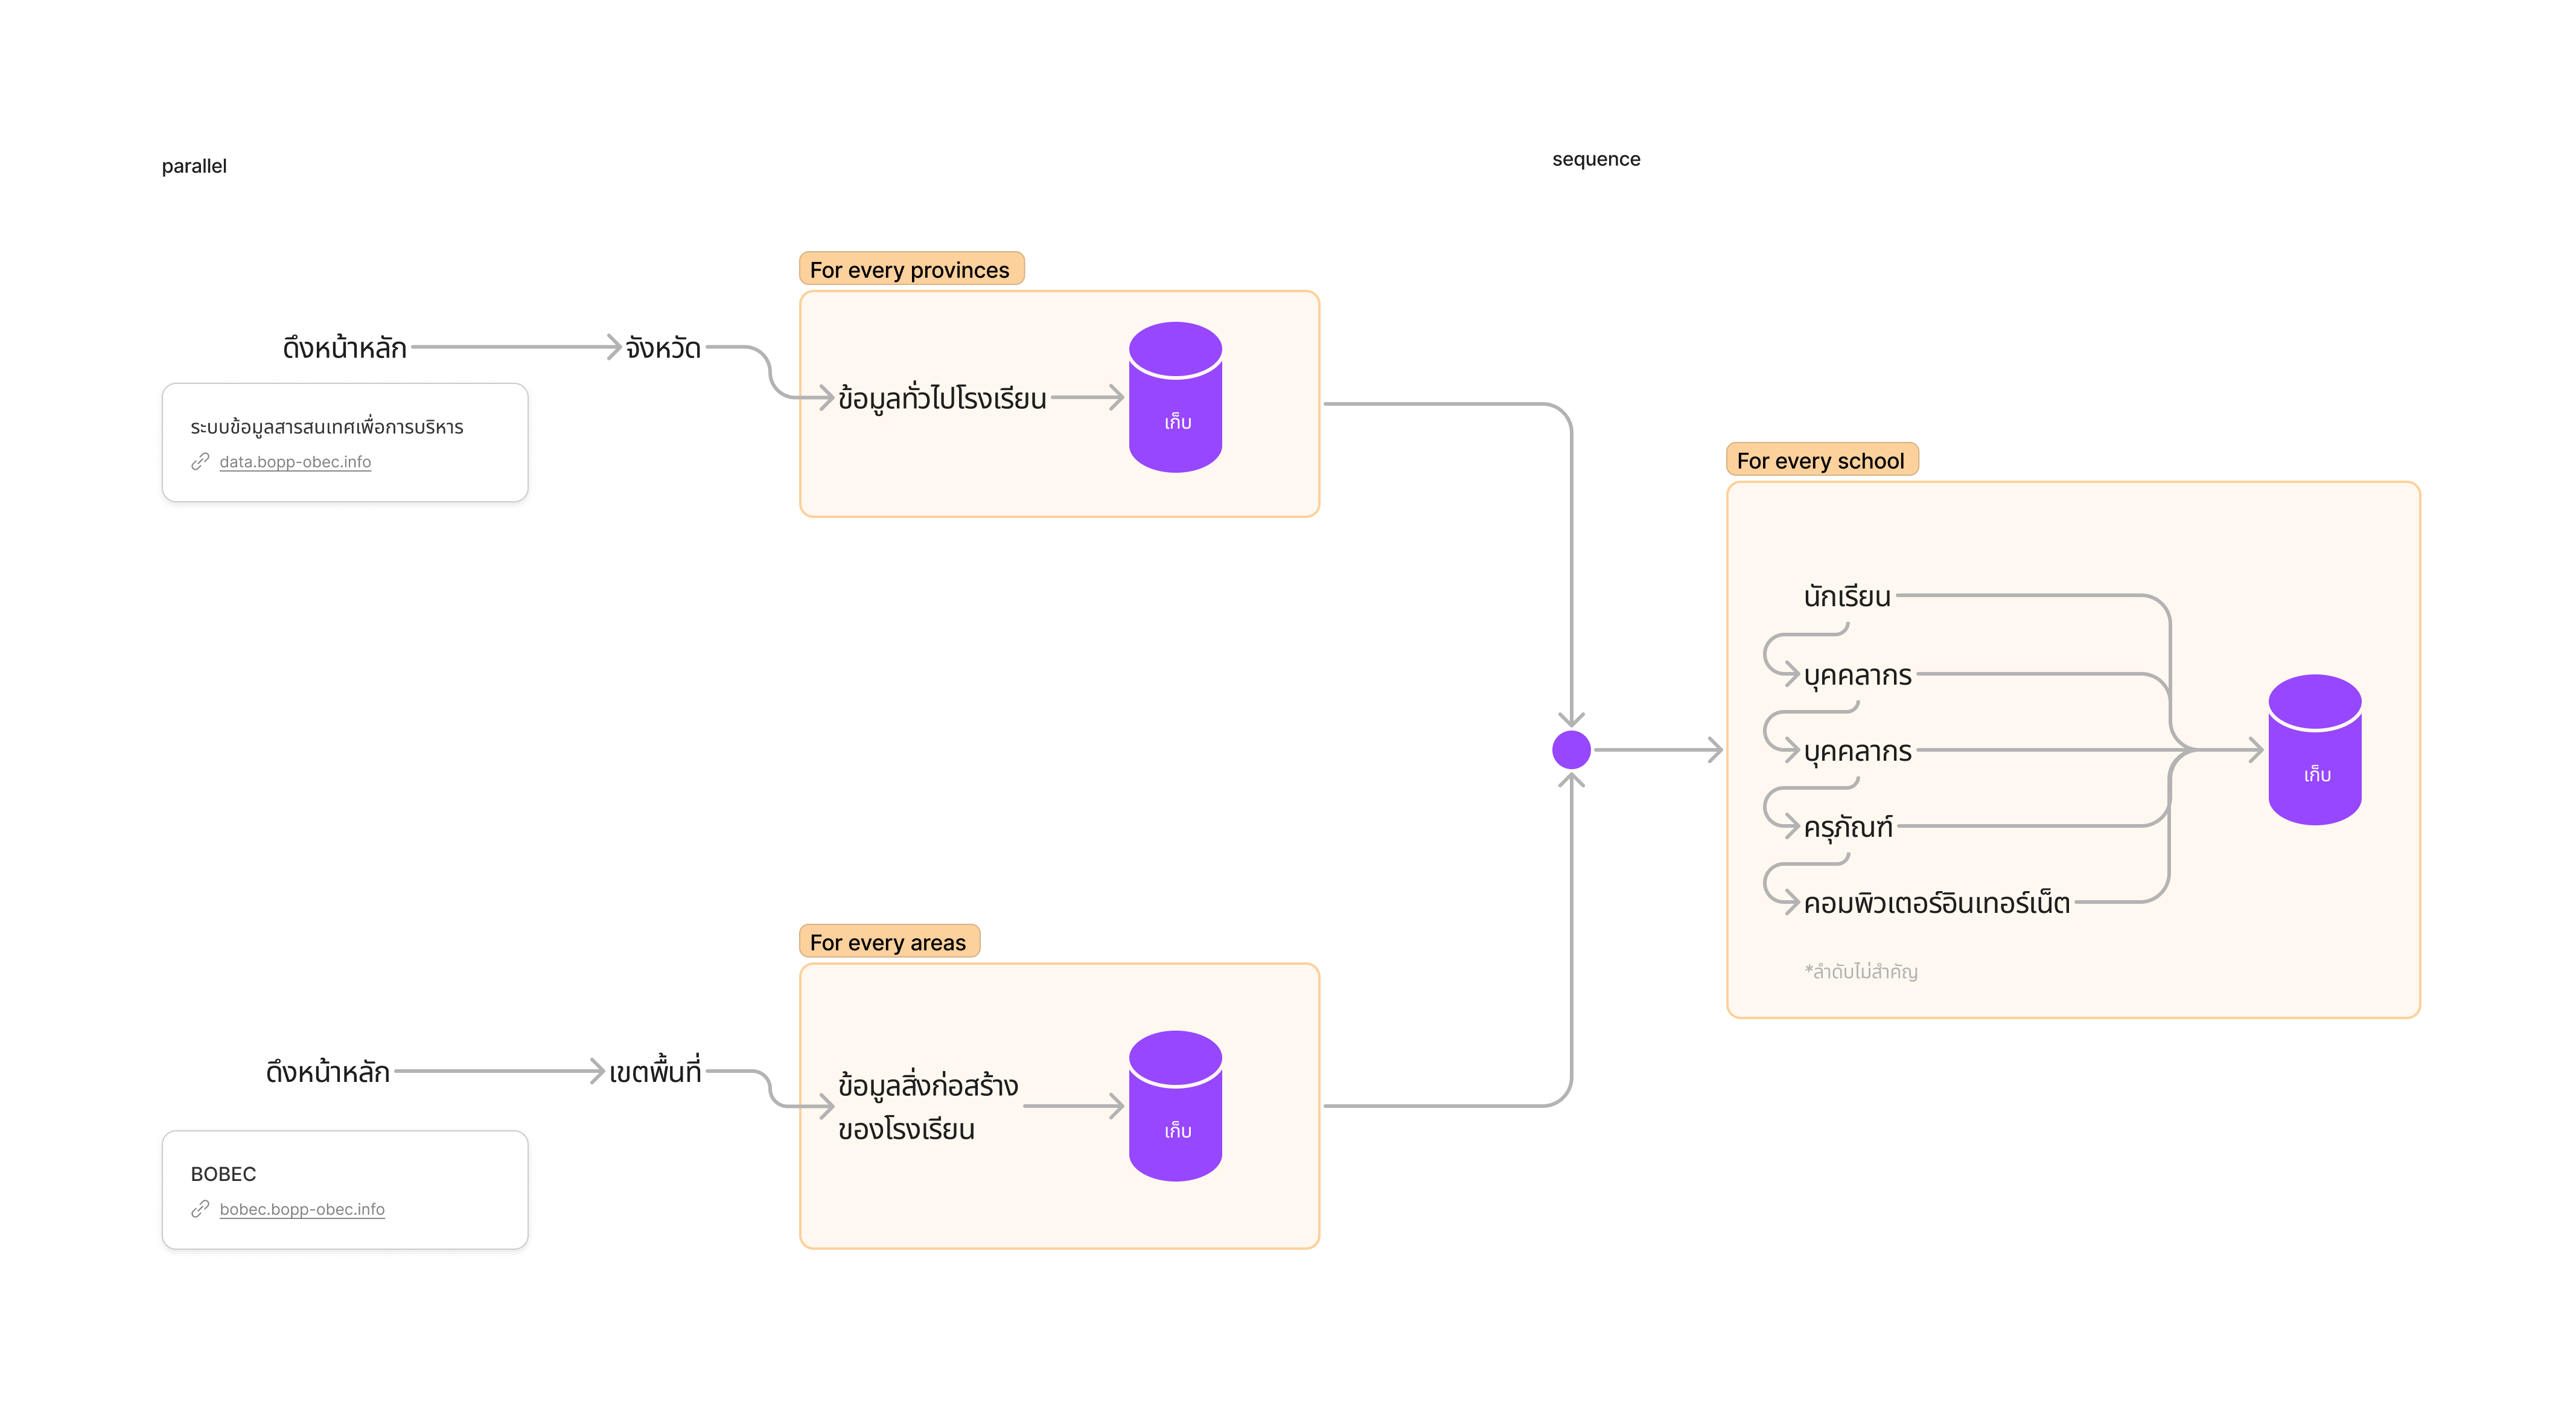 parallel
sequence
For every provinces
ดึงหน้าหลัก
จังหวัด
ข้อมูลทั่วไปโรงเรียน
เก็บ
ระบบข้อมูลสารสนเทศเพื่อการบริหาร
data.bopp-obec.info
For every school
นักเรียน
บุคคลากร
บุคคลากร
ครุภัณฑ์
คอมพิวเตอร์อินเทอร์เน็ต
เก็บ
*ลำดับไม่สำคัญ
For every areas
ดึงหน้าหลัก
เขตพื้นที่
ข้อมูลสิ่งก่อสร้าง
ของโรงเรียน
เก็บ
BOBEC
bobec.bopp-obec.info